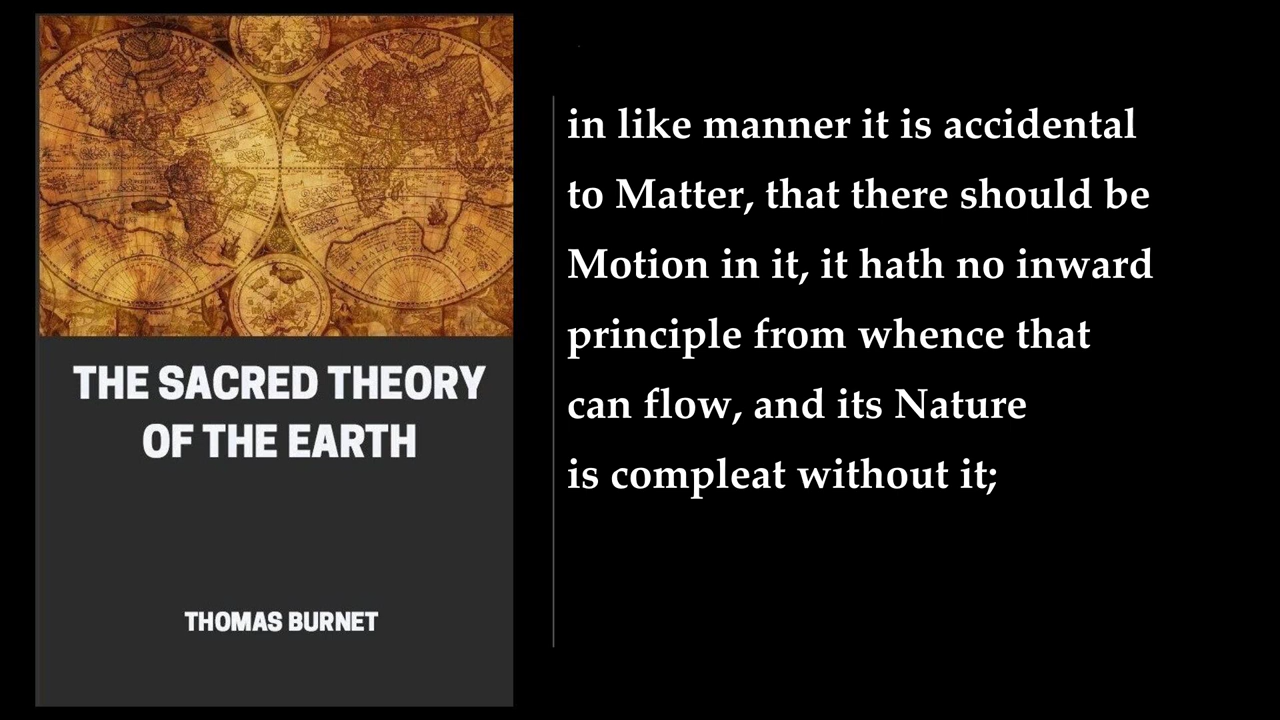 THE SACRED THEORY
OF THE EARTH
THOMAS BURNET
in like manner it is accidental
to Matter, that there should be
Motion in it, it hath no inward
principle from whence that
can flow, and its Nature
is compleat without it;